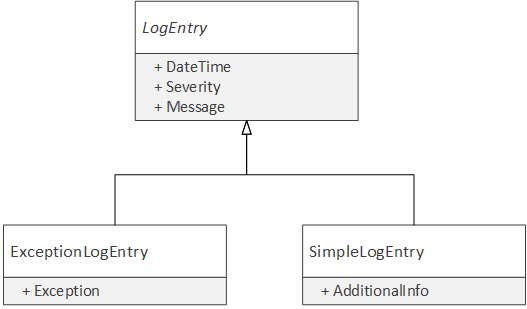 LogEntry
+ DateTime
+ Severity
+ Message
ExceptionLogEntry
+ Exception
SimpleLogEntry
+ AdditionalInfo